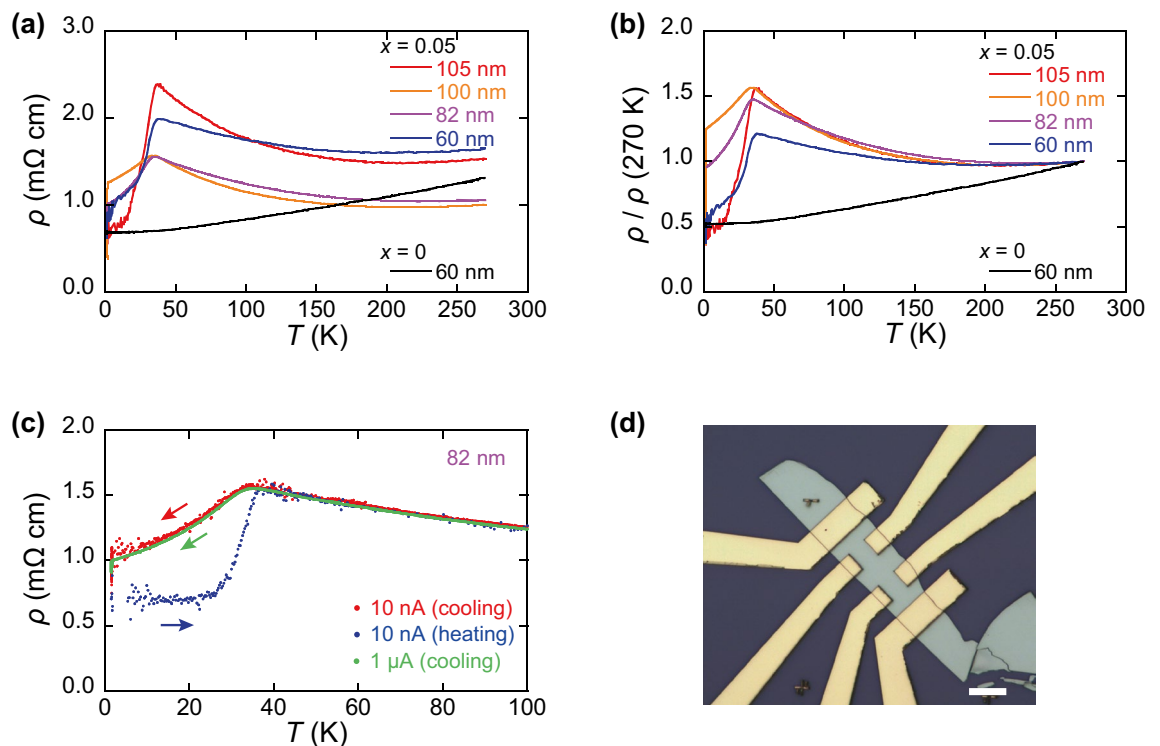 (a)
3.0
2.0
1.0
0.0
ρ (mΩ cm)
x = 0.05
105 nm
100 nm
82 nm
60 nm
x = 0
60 nm
0 50 100 150 200 250 300
T (K)
(b)
2.0
1.5
1.0
0.5
0.0
ρ / ρ (270 K)
x = 0.05
105 nm
100 nm
82 nm
60 nm
x = 0
60 nm
0 50 100 150 200 250 300
T (K)
(c)
2.0
1.5
1.0
0.5
0.0
ρ (mΩ cm)
82 nm
10 nA (cooling)
10 nA (heating)
1 µA (cooling)
0 20 40 60 80 100
T (K)
(d)